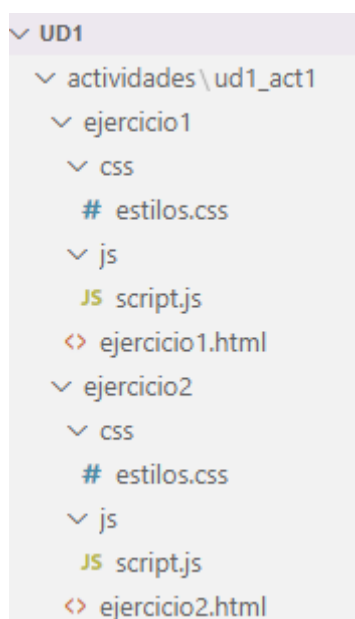 UD1
actividades\ud1_act1
ejercicio1
css
# estilos.css
js
JS script.js
<> ejercicio1.html
ejercicio2
css
# estilos.css
js
JS script.js
<> ejercicio2.html